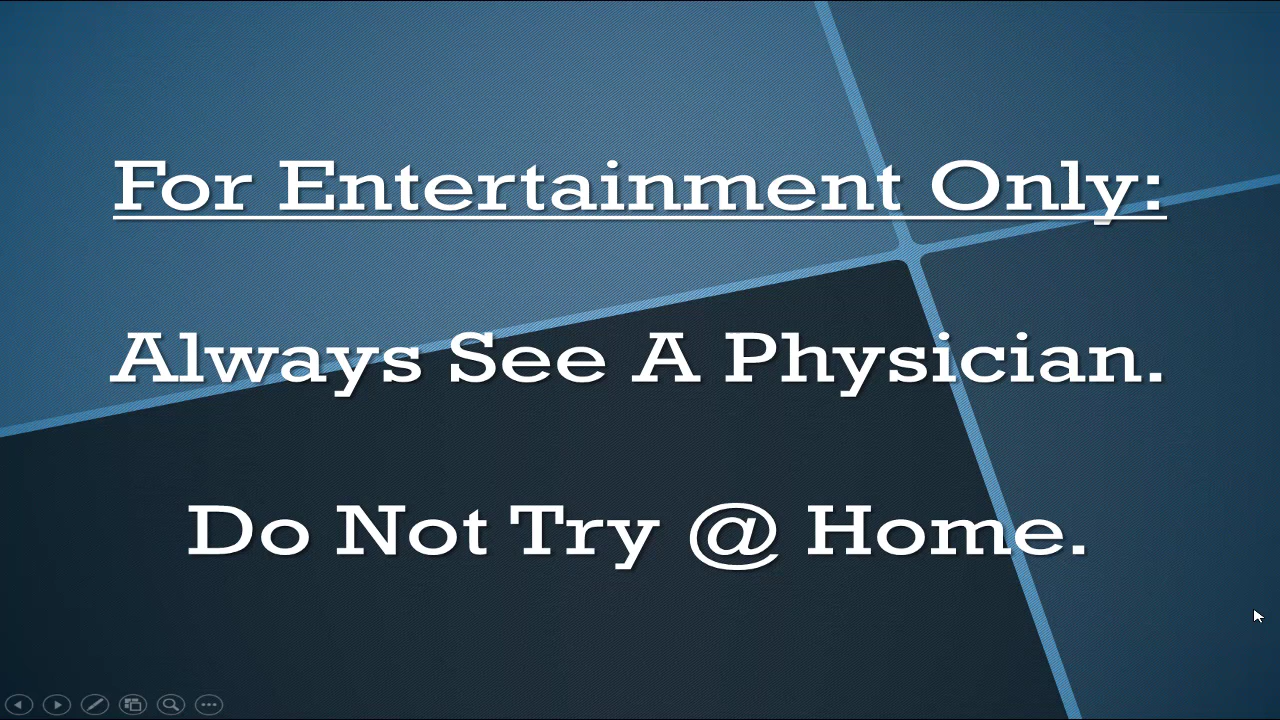 For Entertainment Only:
Always See A Physician.
Do Not Try @ Home.